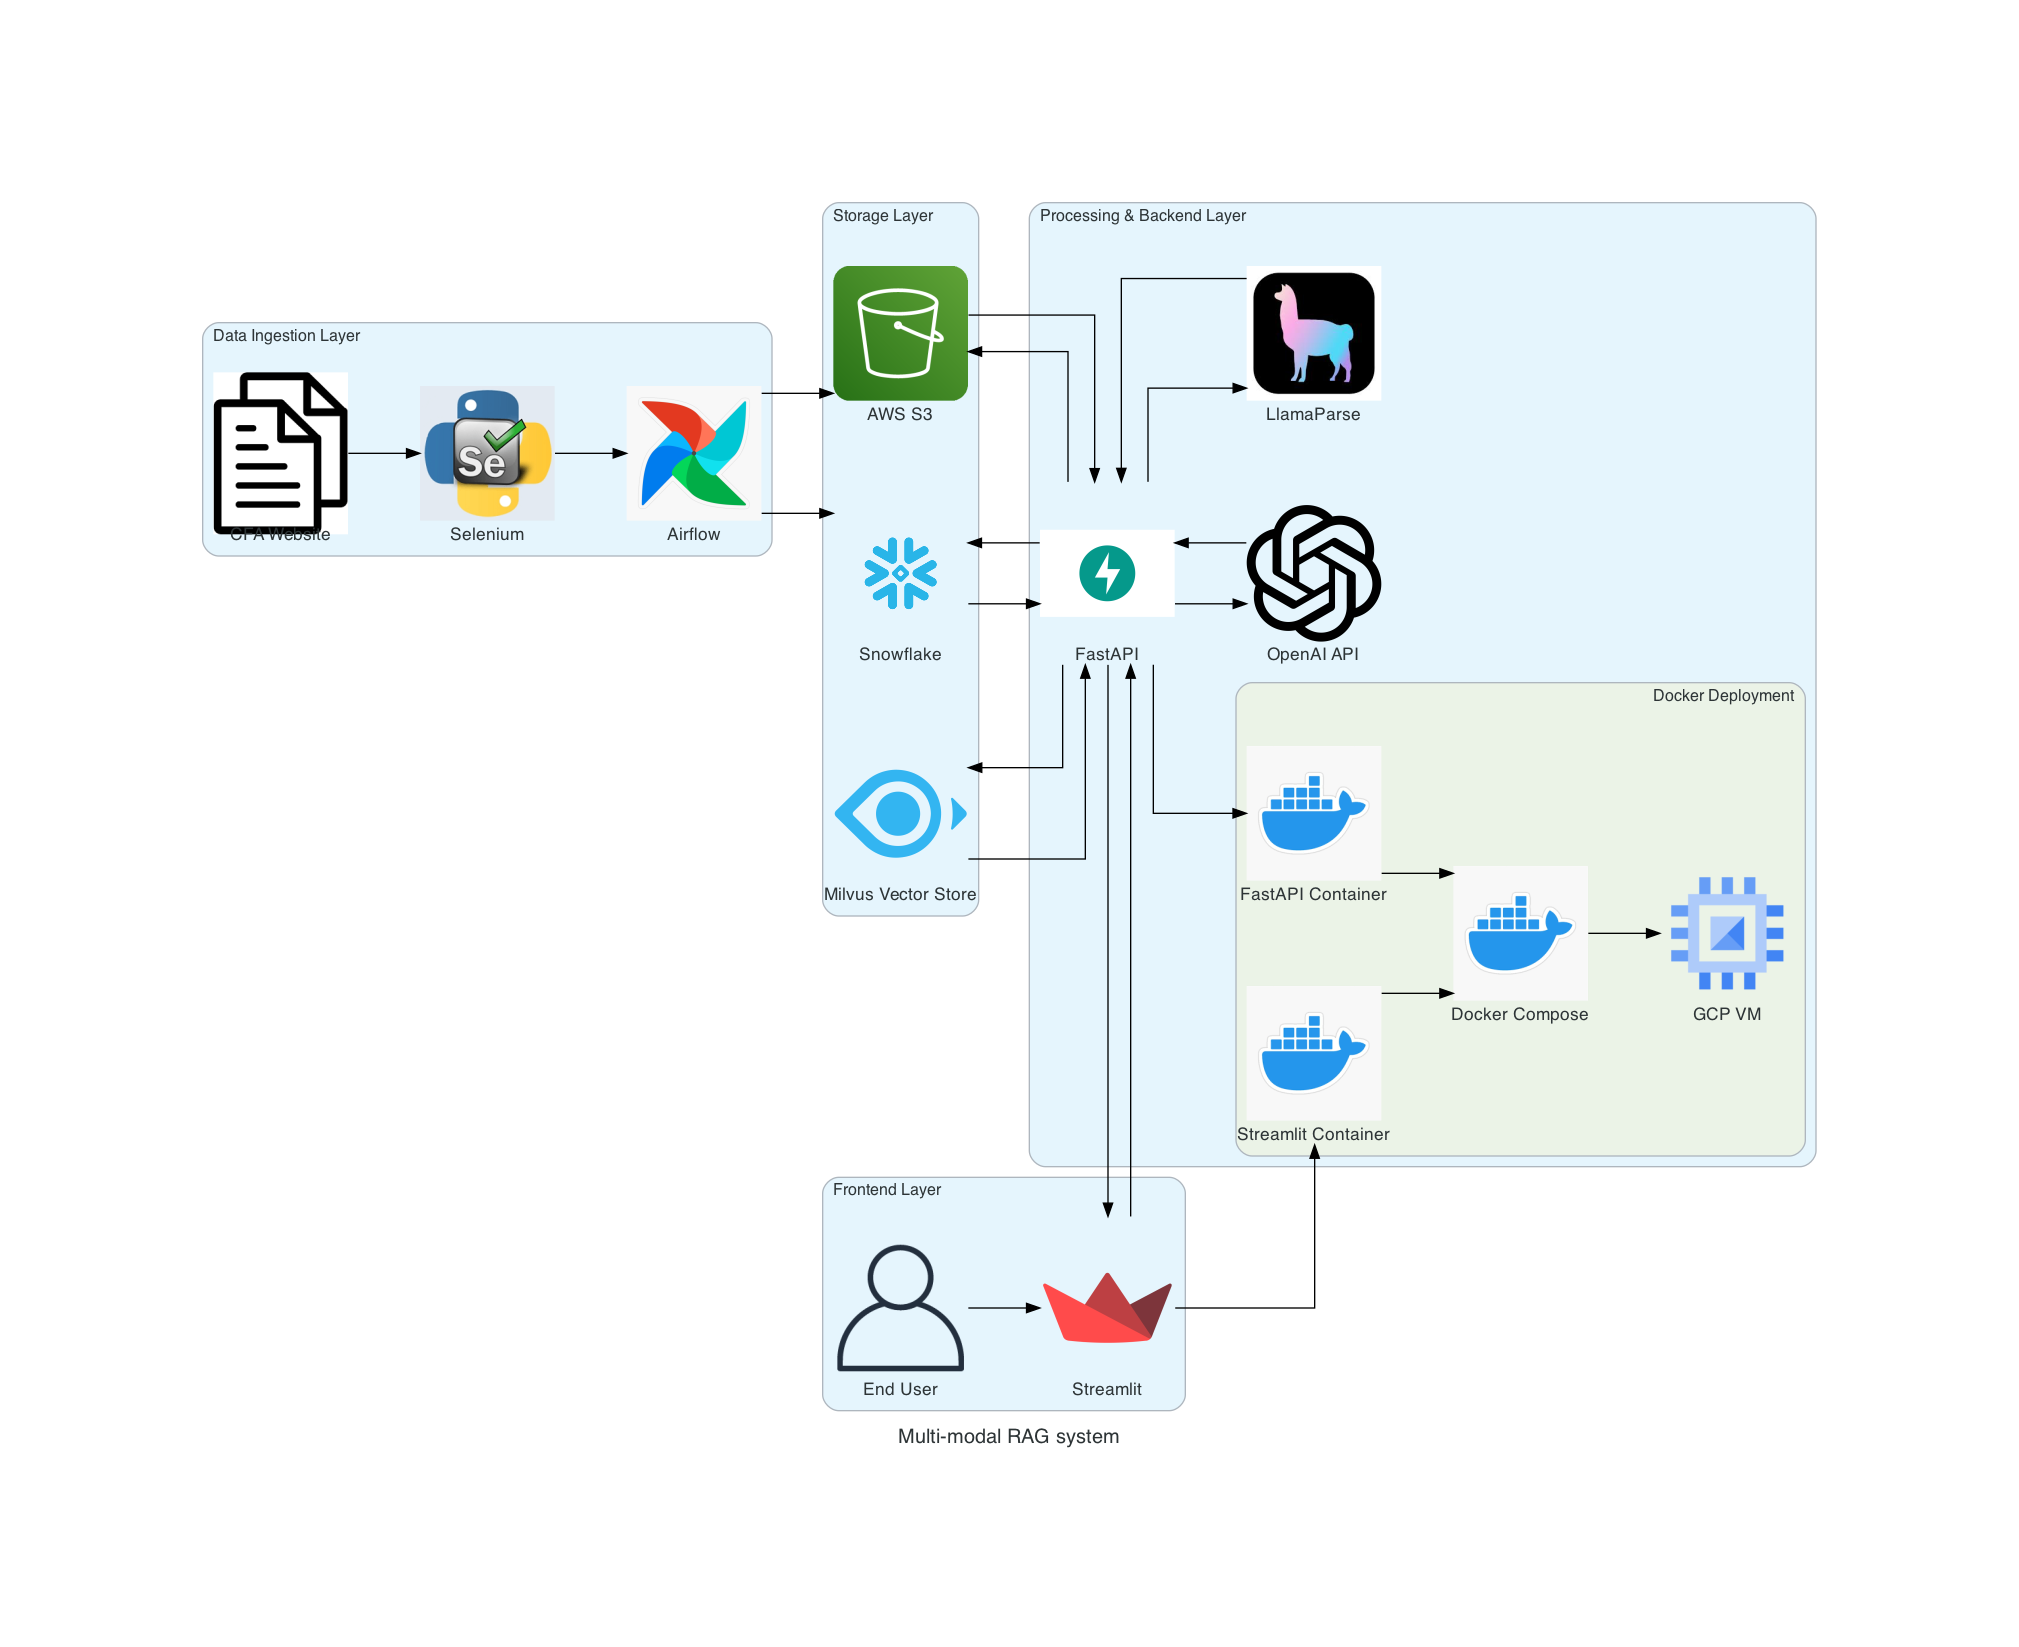 Storage Layer
Processing & Backend Layer
Data Ingestion Layer
AWS S3
LlamaParse
CFA Website
Se
Selenium
Airflow
Snowflake
FastAPI
OpenAI API
Docker Deployment
Milvus Vector Store
FastAPI Container
Docker Compose
GCP VM
Streamlit Container
Frontend Layer
End User
Streamlit
Multi-modal RAG system